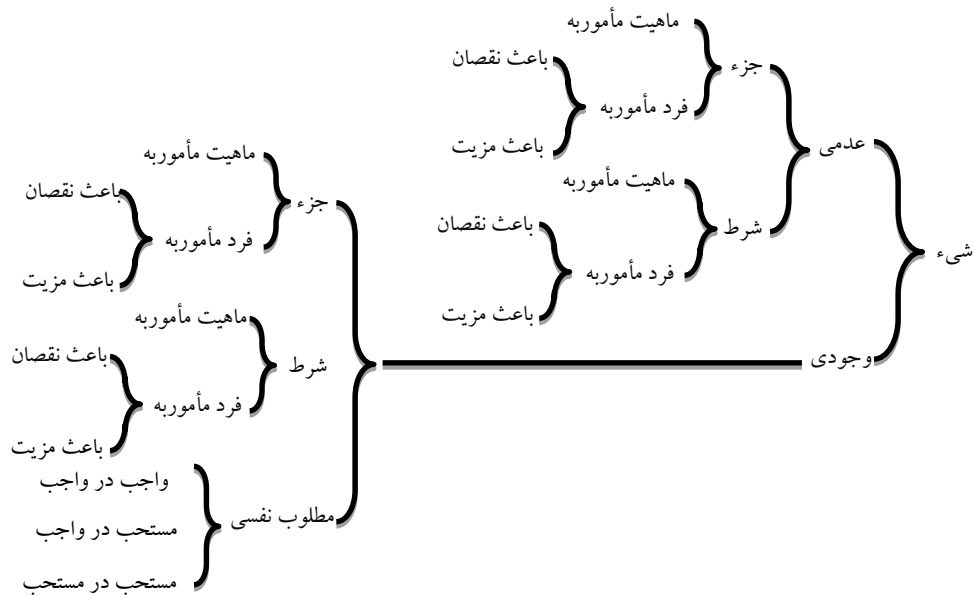 شیء
عدمی
جزء
ماهیت مأموربه
فرد مأموربه
باعث نقصان
باعث مزیت
شرط
ماهیت مأموربه
فرد مأموربه
باعث نقصان
باعث مزیت
وجودی
جزء
ماهیت مأموربه
فرد مأموربه
باعث نقصان
باعث مزیت
شرط
ماهیت مأموربه
فرد مأموربه
باعث نقصان
باعث مزیت
مطلوب نفسی
واجب در واجب
مستحب در واجب
مستحب در مستحب